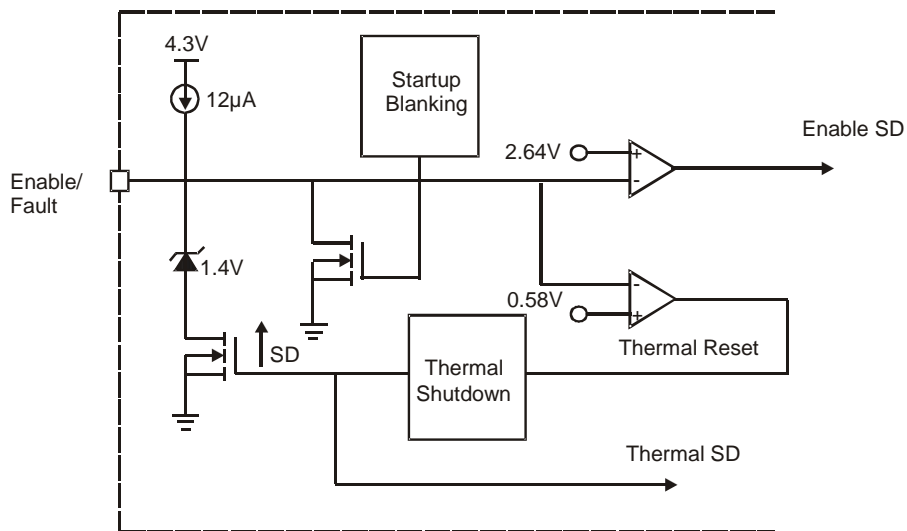 4.3V
12µA
Startup
Blanking
Enable SD
2.64V
+
-
Enable/
Fault
1.4V
0.58V
-
+
SD
Thermal
Shutdown
Thermal Reset
Thermal SD